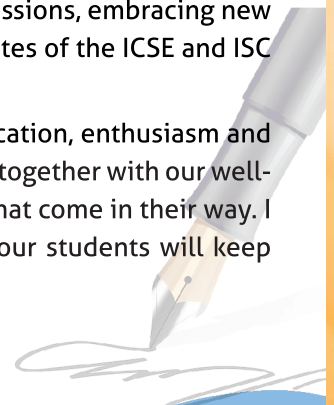 ssions, embracing new
tes of the ICSE and ISC
cation, enthusiasm and
together with our well-
hat come in their way. I
our students will keep